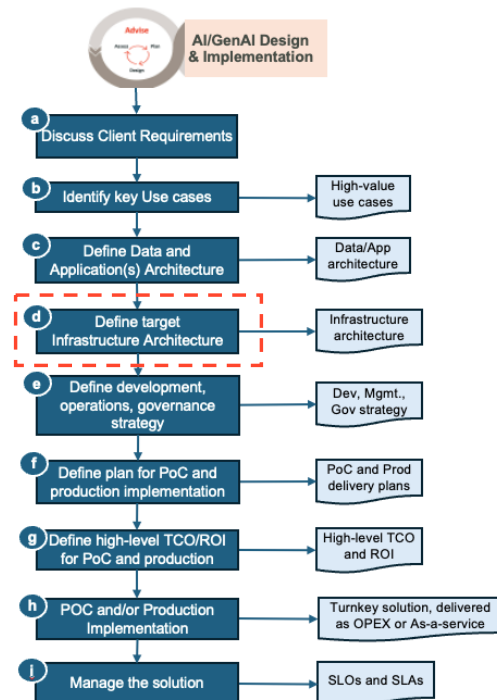 Advise
Assess
Plan
Design
AI/GenAI Design
& Implementation
a
Discuss Client Requirements
b
Identify key Use cases
High-value
use cases
c
Define Data and
Application(s) Architecture
Data/App
architecture
d
Define target
Infrastructure Architecture
Infrastructure
architecture
e
Define development,
operations, governance
strategy
Dev, Mgmt.,
Gov strategy
f
Define plan for PoC and
production implementation
PoC and Prod
delivery plans
g
Define high-level TCO/ROI
for PoC and production
High-level TCO
and ROI
h
POC and/or Production
Implementation
Turnkey solution, delivered
as OPEX or As-a-service
i
Manage the solution
SLOs and SLAs